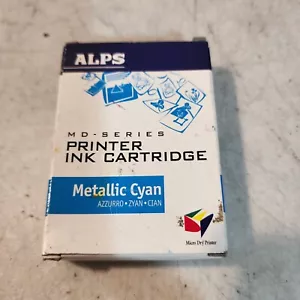 ALPS
MD-SERIES
PRINTER
INK CARTRIDGE
Metallic Cyan
AZZURRO • ZYAN • CIAN
Micro Dry Printer